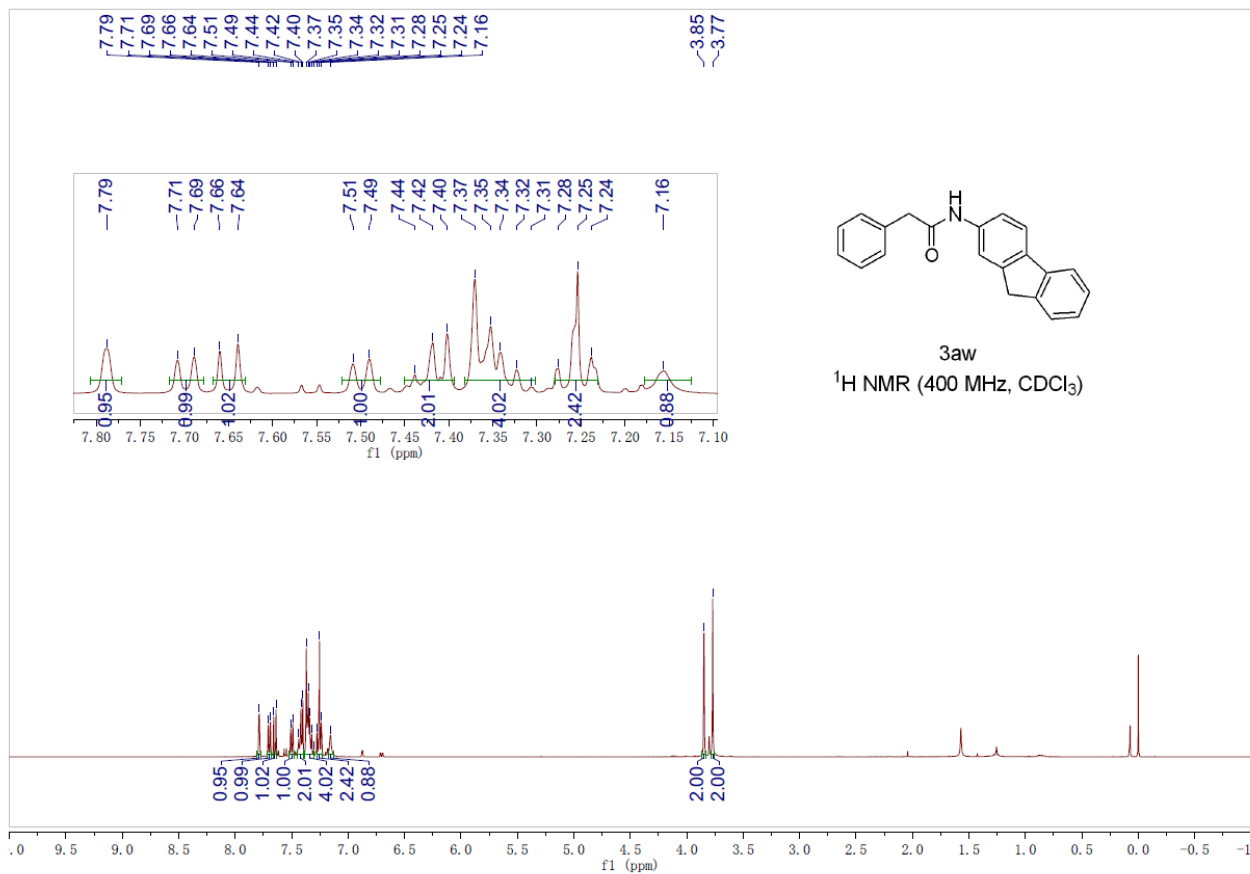 7.79 7.71 7.69 7.66 7.64 7.51 7.49 7.44 7.42 7.40 7.37 7.35 7.34 7.32 7.31 7.28 7.25 7.24 7.16 3.85 3.77
7.79 7.71 7.69 7.66 7.64 7.51 7.49 7.44 7.42 7.40 7.37 7.35 7.34 7.32 7.31 7.28 7.25 7.24 7.16
0.95 0.99 1.02 1.00 2.01 4.02 2.42 0.88
7.80 7.75 7.70 7.65 7.60 7.55 7.50 7.45 7.40 7.35 7.30 7.25 7.20 7.15 7.10
f1 (ppm)
H
N
O
3aw
¹H NMR (400 MHz, CDCl₃)
0.95 0.99 1.02 1.00 2.01 4.02 2.42 0.88 2.00 2.00
.0 9.5 9.0 8.5 8.0 7.5 7.0 6.5 6.0 5.5 5.0 4.5 4.0 3.5 3.0 2.5 2.0 1.5 1.0 0.5 0.0 -0.5 -1
f1 (ppm)